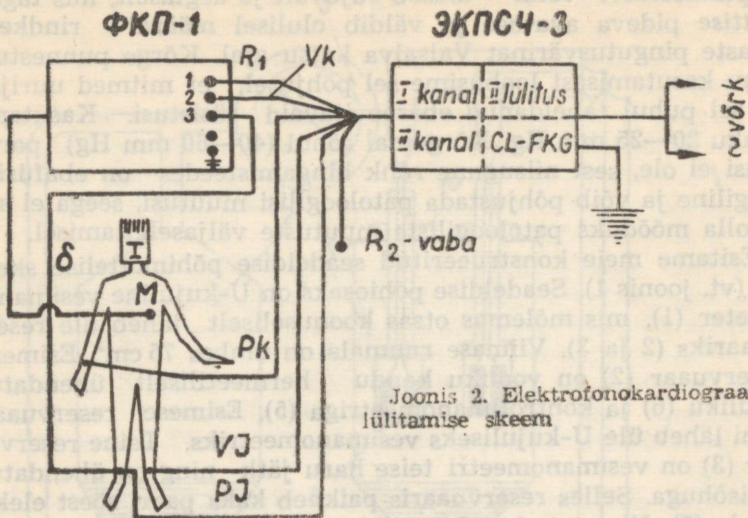 ФКП-1
ЭКПСЧ-3
R₁
Vk
1
2
3
I kanal
II lülitus
II kanal
CL-FKG
~võrk
R₂-vaba
δ
I
M
Pk
VJ
PJ
Joonis 2. Elektrofonokardiograa
lülitamise skeem